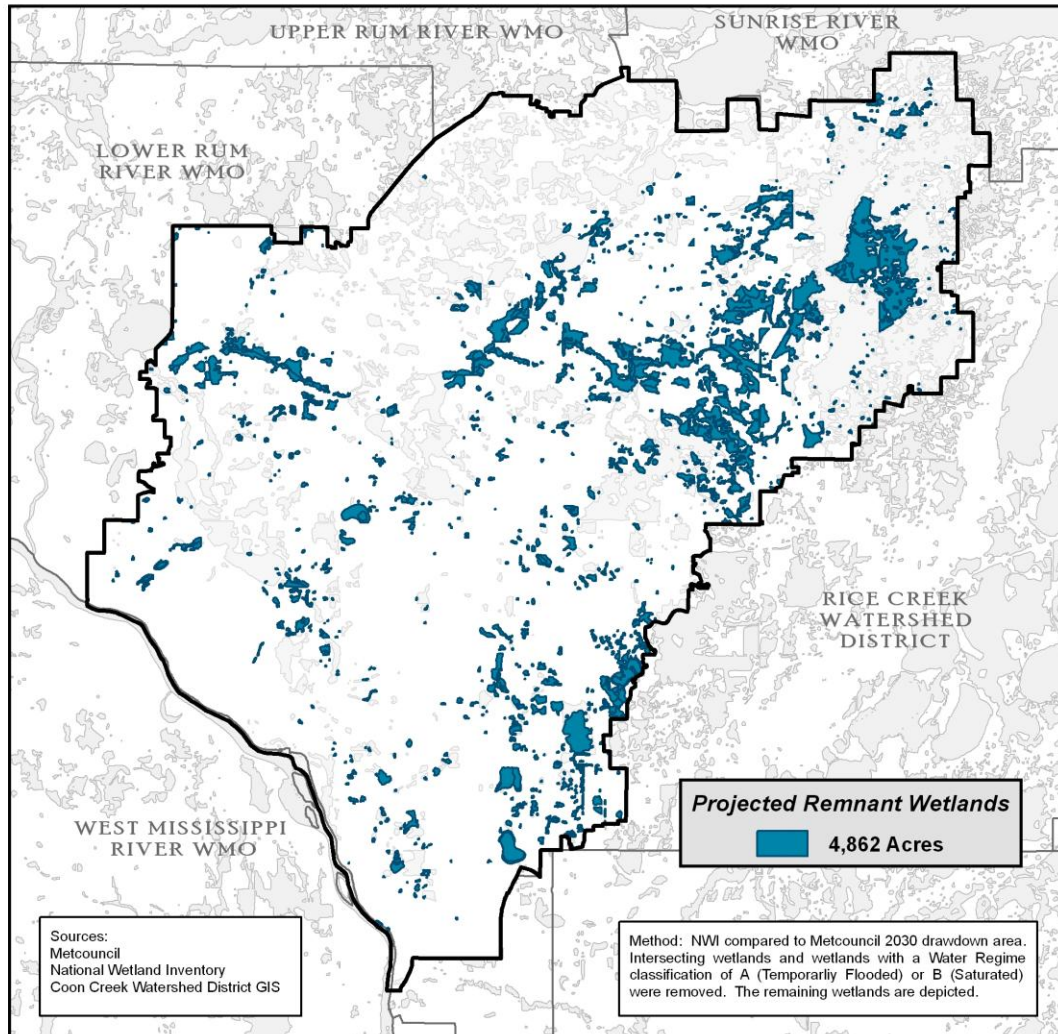 UPPER RUM RIVER WMO
SUNRISE RIVER
WMO
LOWER RUM
RIVER WMO
RICE CREEK
WATERSHED
DISTRICT
WEST MISSISSIPPI
RIVER WMO
Projected Remnant Wetlands
4,862 Acres
Sources:
Metcouncil
National Wetland Inventory
Coon Creek Watershed District GIS
Method: NWI compared to Metcouncil 2030 drawdown area.
Intersecting wetlands and wetlands with a Water Regime
classification of A (Temporarliy Flooded) or B (Saturated)
were removed. The remaining wetlands are depicted.